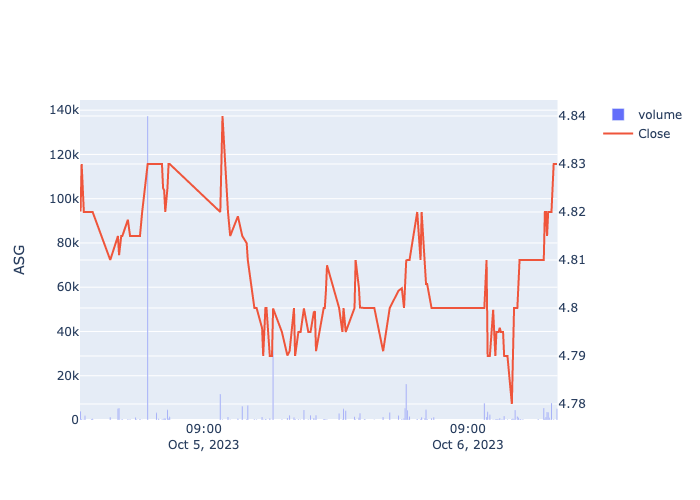 140k
120k
100k
80k
60k
40k
20k
0
ASG
4.84
4.83
4.82
4.81
4.8
4.79
4.78
09:00
Oct 5, 2023
09:00
Oct 6, 2023
volume
Close